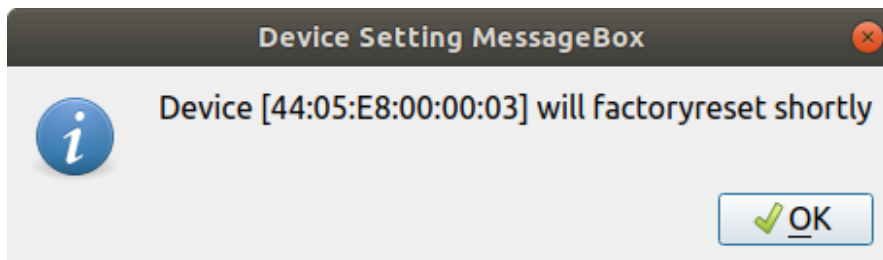 Device Setting MessageBox
Device [44:05:E8:00:00:03] will factoryreset shortly
OK